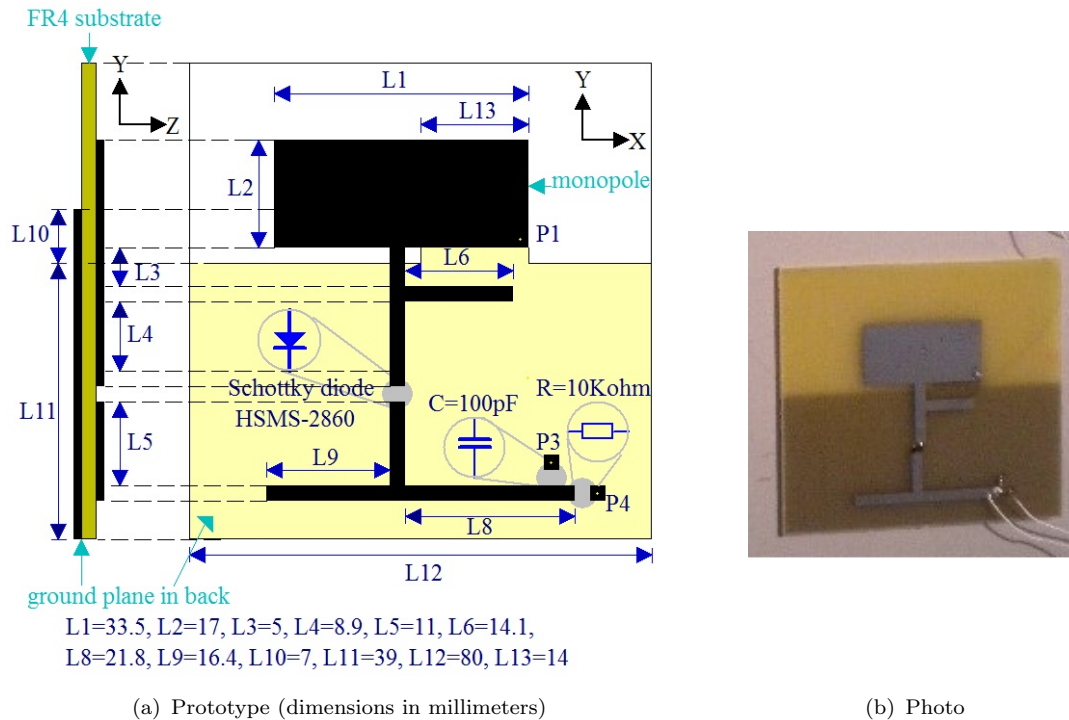 FR4 substrate
Y
Z
L1
L13
Y
X
L2
monopole
L10
P1
L3
L6
L4
Schottky diode
HSMS-2860
C=100pF
R=10Kohm
L11
L5
P3
L9
P4
L8
L12
ground plane in back
L1=33.5, L2=17, L3=5, L4=8.9, L5=11, L6=14.1,
L8=21.8, L9=16.4, L10=7, L11=39, L12=80, L13=14
(a) Prototype (dimensions in millimeters)
(b) Photo